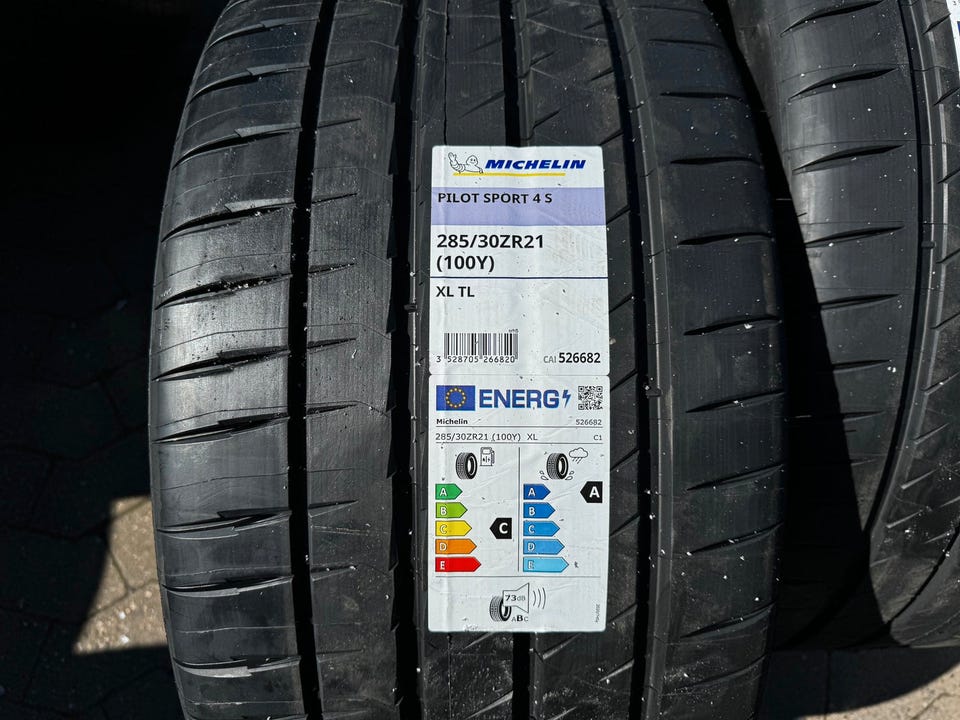 MICHELIN
PILOT SPORT 4 S
285/30ZR21
(100Y)
XL TL
3 528705 266820
CAI 526682
ENERG
Michelin 526682
285/30ZR21 (100Y) XL C1
A A A
B B
C C C
D D
E E
73dB
ABC